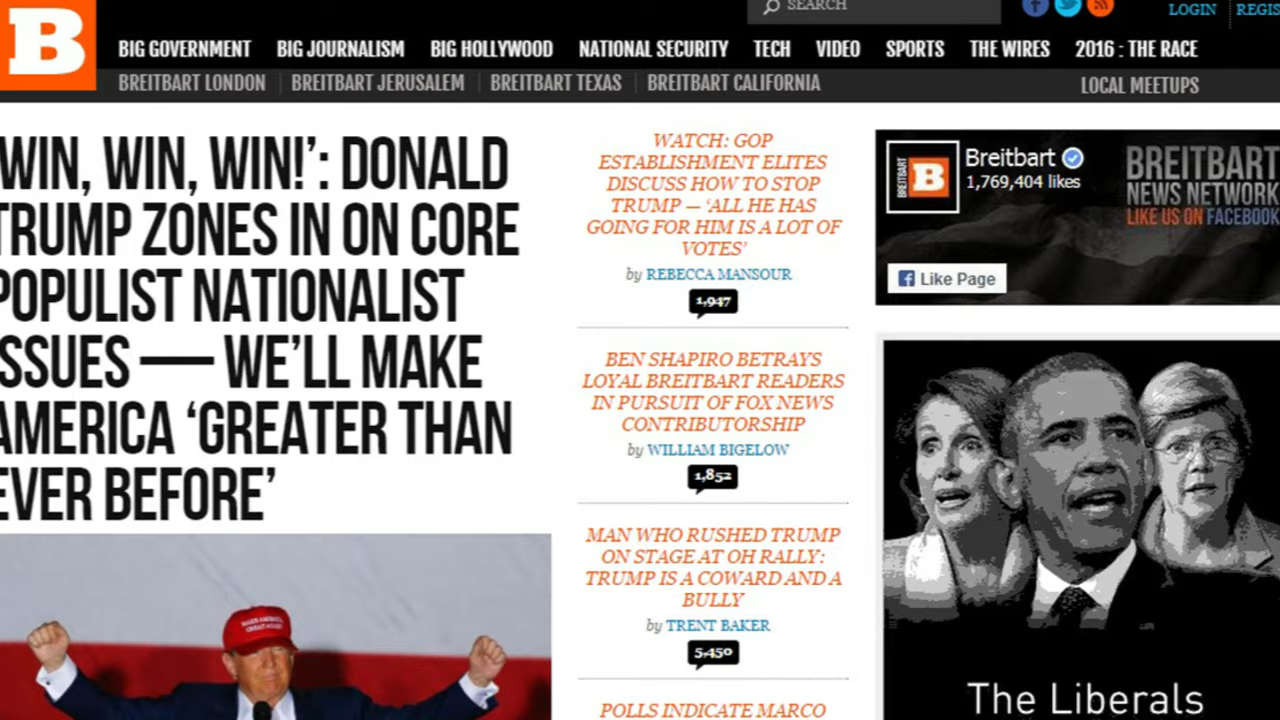 B
SEARCH
LOGIN
REGIS
BIG GOVERNMENT
BIG JOURNALISM
BIG HOLLYWOOD
NATIONAL SECURITY
TECH
VIDEO
SPORTS
THE WIRES
2016 : THE RACE
BREITBART LONDON
BREITBART JERUSALEM
BREITBART TEXAS
BREITBART CALIFORNIA
LOCAL MEETUPS
WIN, WIN, WIN!': DONALD
TRUMP ZONES IN ON CORE
POPULIST NATIONALIST
ISSUES — WE'LL MAKE
AMERICA 'GREATER THAN
EVER BEFORE'
MAKE AMERICA
GREAT AGAIN
WATCH: GOP
ESTABLISHMENT ELITES
DISCUSS HOW TO STOP
TRUMP — 'ALL HE HAS
GOING FOR HIM IS A LOT OF
VOTES'
by REBECCA MANSOUR
1,947
BEN SHAPIRO BETRAYS
LOYAL BREITBART READERS
IN PURSUIT OF FOX NEWS
CONTRIBUTORSHIP
by WILLIAM BIGELOW
1,852
MAN WHO RUSHED TRUMP
ON STAGE AT OH RALLY:
TRUMP IS A COWARD AND A
BULLY
by TRENT BAKER
5,450
POLLS INDICATE MARCO
BREITBART
B
Breitbart
1,769,404 likes
BREITBART
NEWS NETWORK
LIKE US ON FACEBOOK
f Like Page
The Liberals